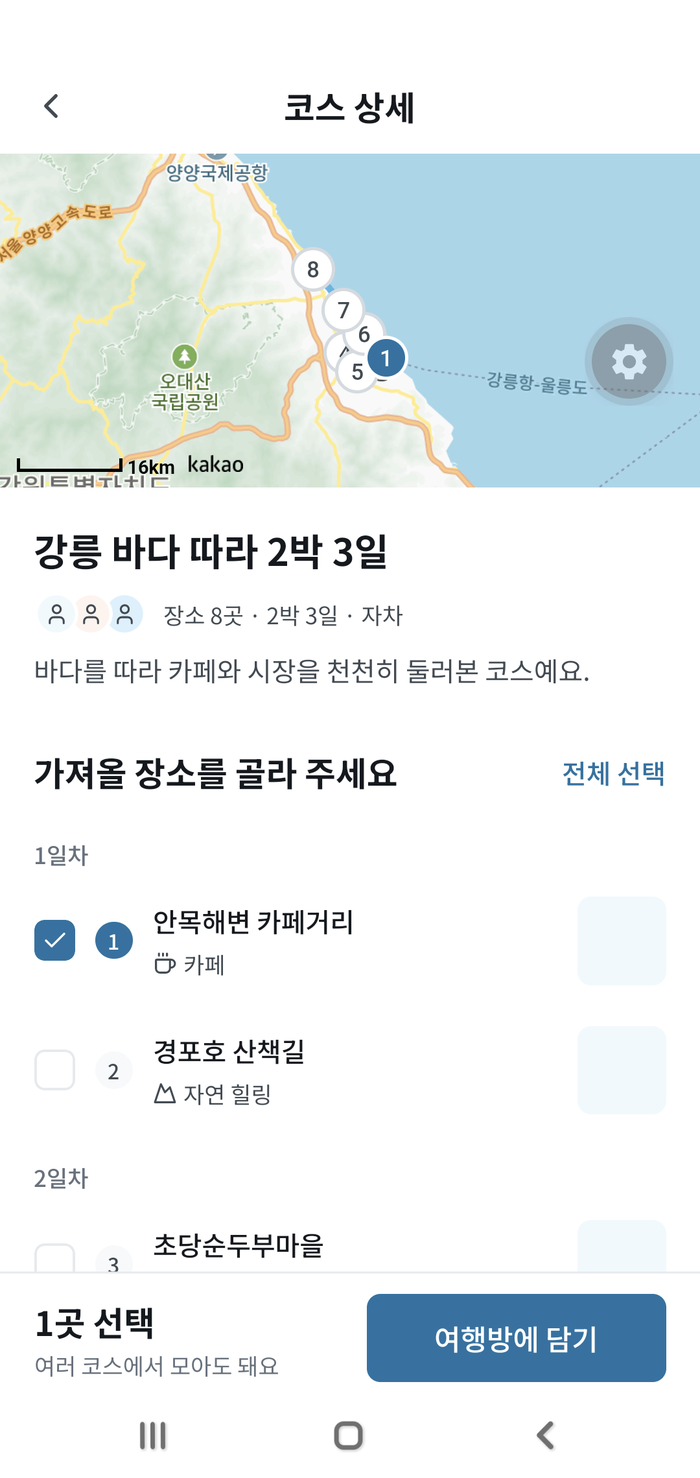 코스 상세
양양국제공항
서울 양양고속도로
8
7
6
1
5
오대산
국립공원
강릉항-울릉도
16km kakao
강원특별자치도
강릉 바다 따라 2박 3일
장소 8곳 · 2박 3일 · 자차
바다를 따라 카페와 시장을 천천히 둘러본 코스예요.
가져올 장소를 골라 주세요
전체 선택
1일차
1
안목해변 카페거리
카페
2
경포호 산책길
자연 힐링
2일차
3
초당순두부마을
1곳 선택
여러 코스에서 모아도 돼요
여행방에 담기